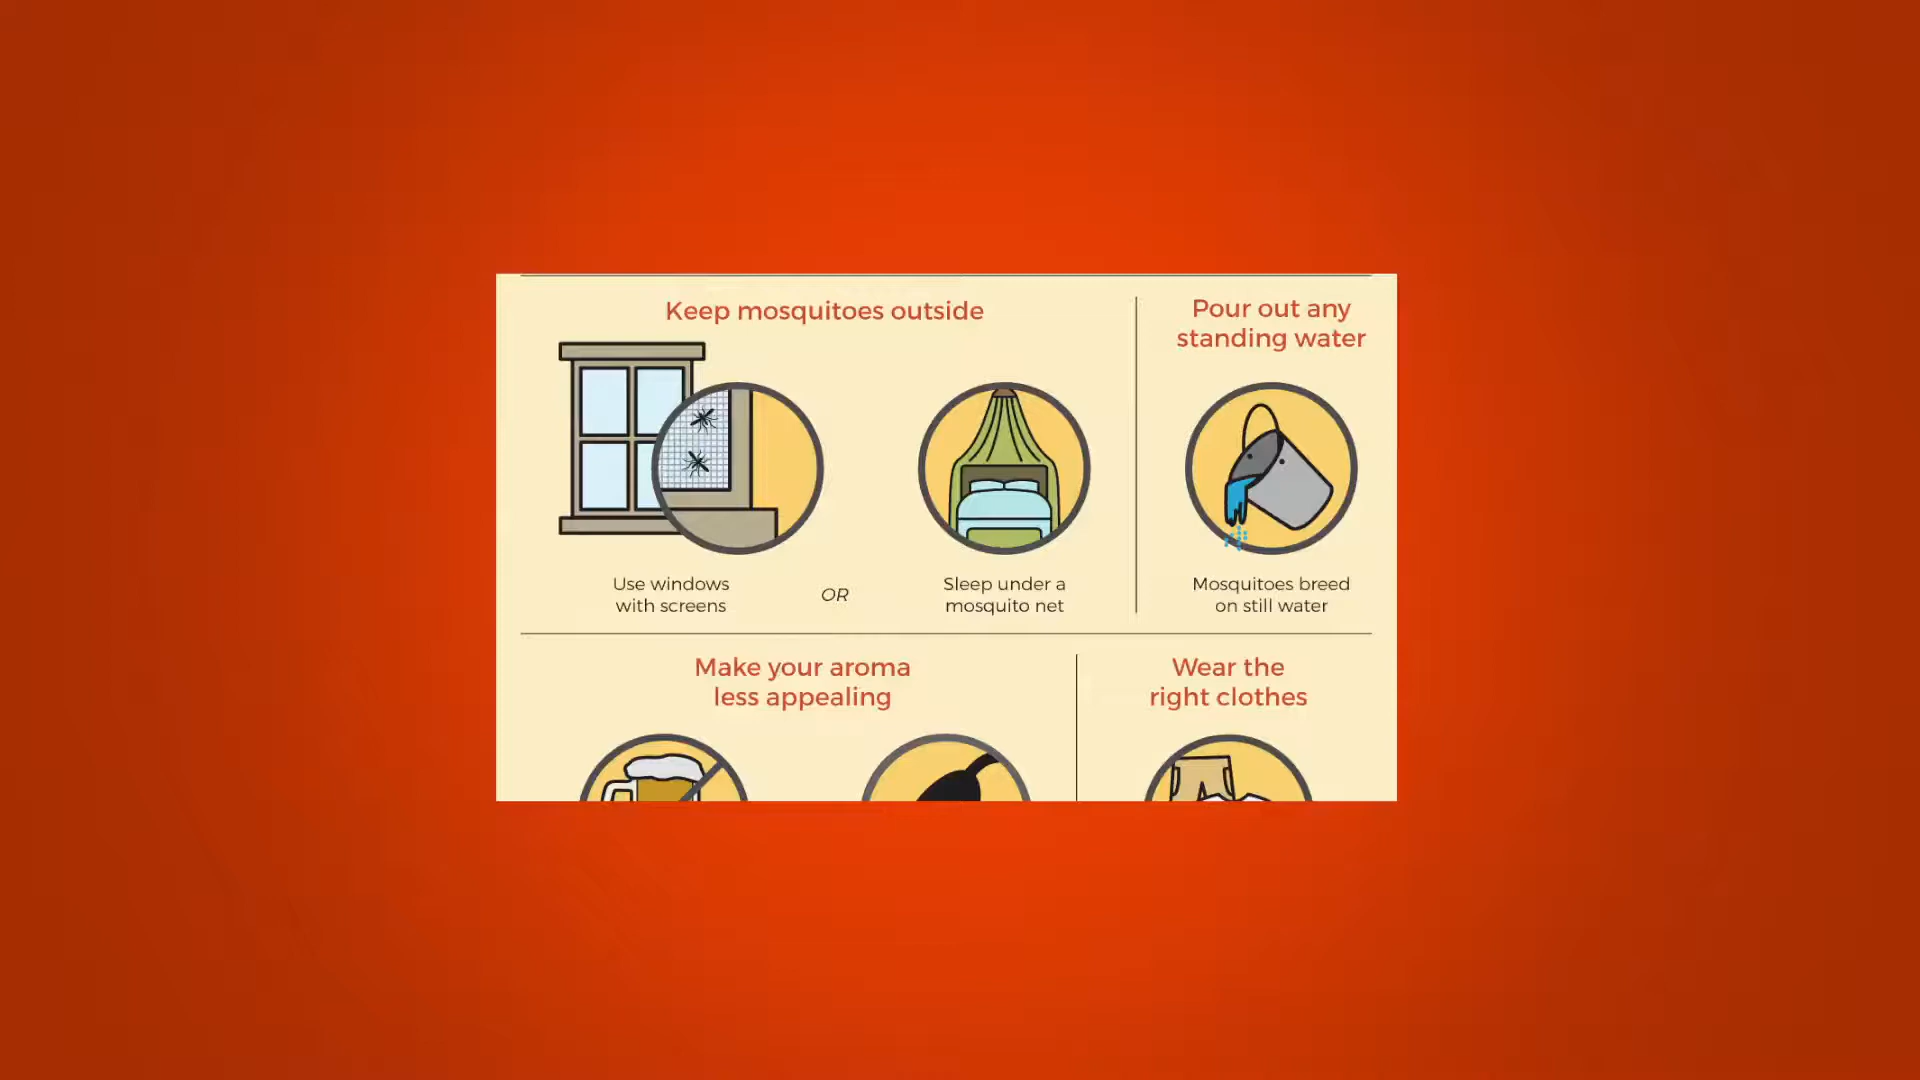 Keep mosquitoes outside
Use windows
with screens
OR
Sleep under a
mosquito net
Pour out any
standing water
Mosquitoes breed
on still water
Make your aroma
less appealing
Wear the
right clothes